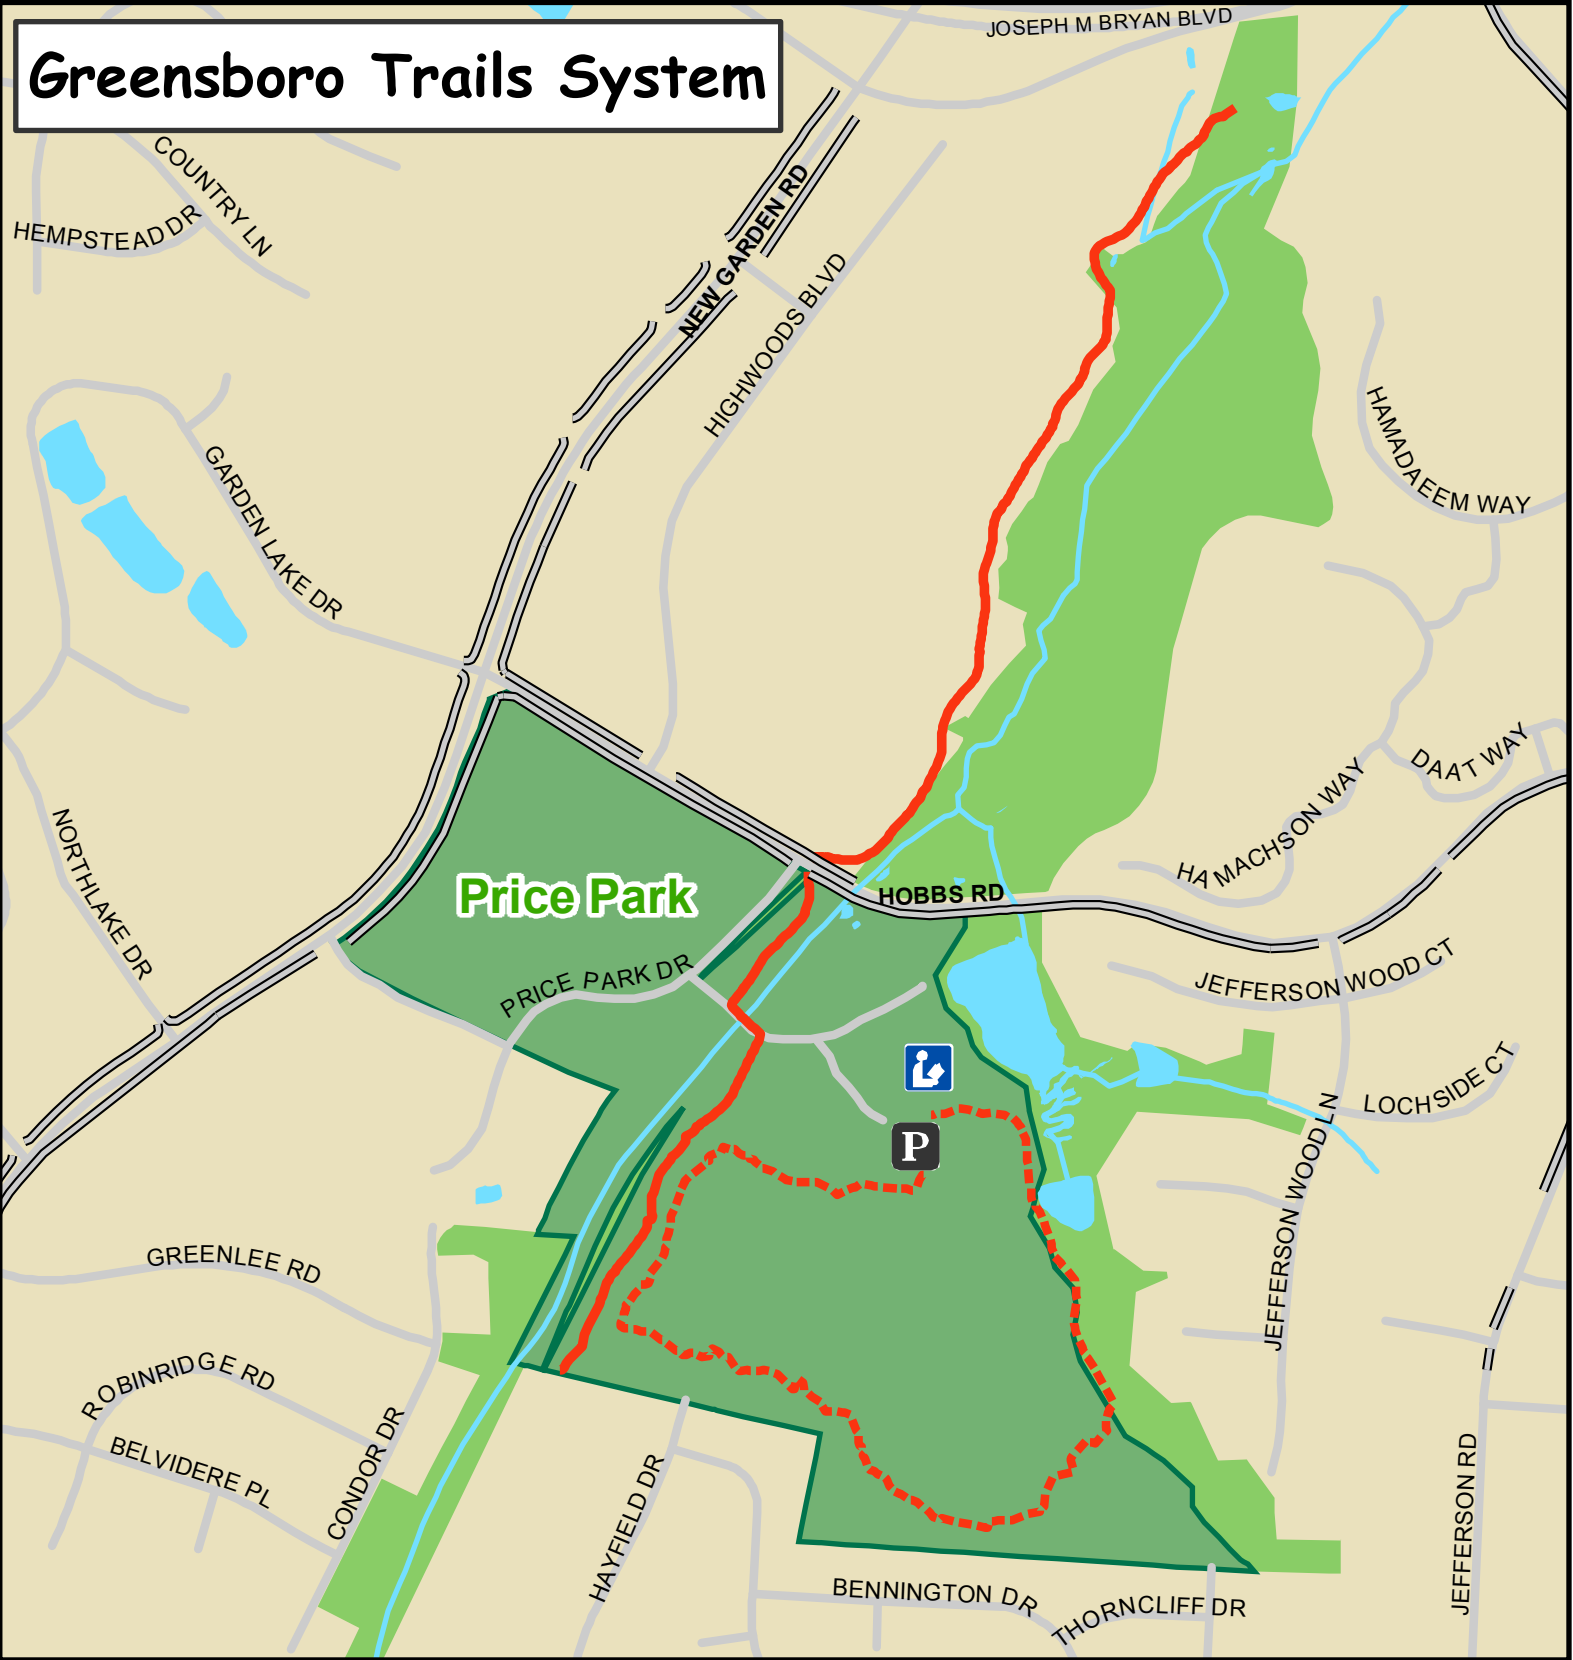 Greensboro Trails System
JOSEPH M BRYAN BLVD
COUNTRY LN
HEMPSTEAD DR
NEW GARDEN RD
HIGHWOODS BLVD
HAMADAEEM WAY
GARDEN LAKE DR
DAAT WAY
HA MACHSON WAY
NORTHLAKE DR
Price Park
HOBBS RD
PRICE PARK DR
JEFFERSON WOOD CT
LOCHSIDE CT
P
JEFFERSON WOOD LN
GREENLEE RD
ROBINRIDGE RD
BELVIDERE PL
CONDOR DR
HAYFIELD DR
JEFFERSON RD
BENNINGTON DR
THORNCLIFF DR